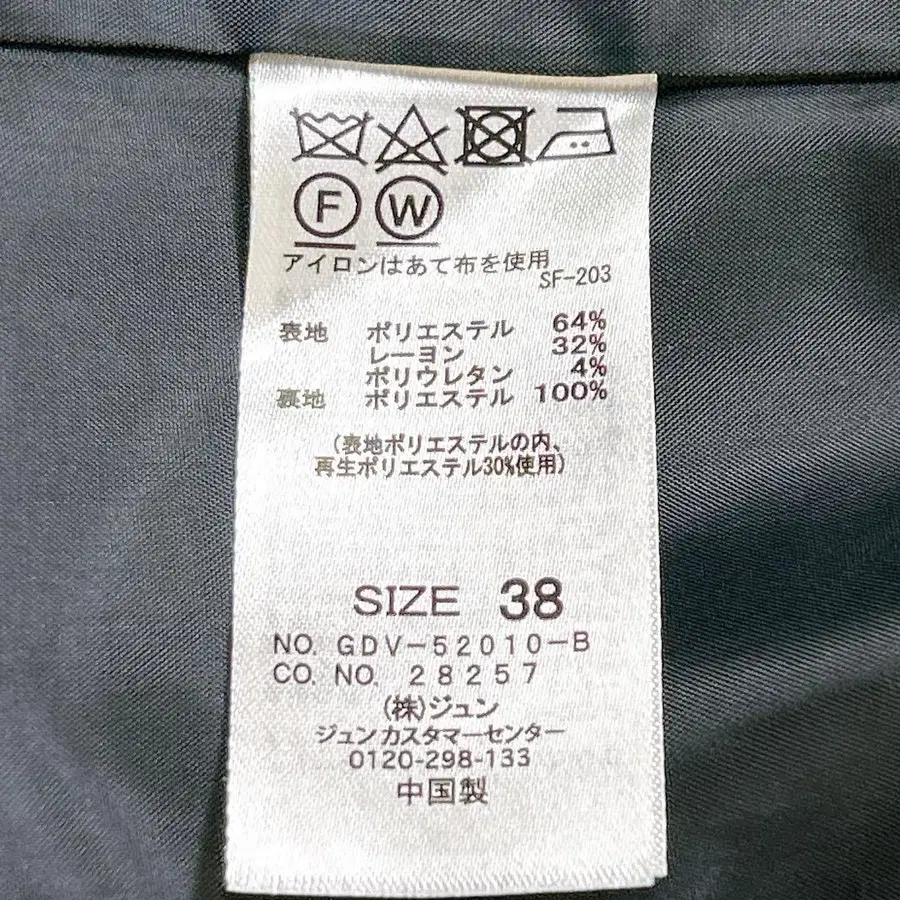 F W
アイロンはあて布を使用
SF-203
表地 ポリエステル 64%
レーヨン 32%
ポリウレタン 4%
裏地 ポリエステル 100%
(表地ポリエステルの内、
再生ポリエステル30%使用)
SIZE 38
NO. GDV-52010-B
CO. NO. 28257
(株)ジュン
ジュンカスタマーセンター
0120-298-133
中国製